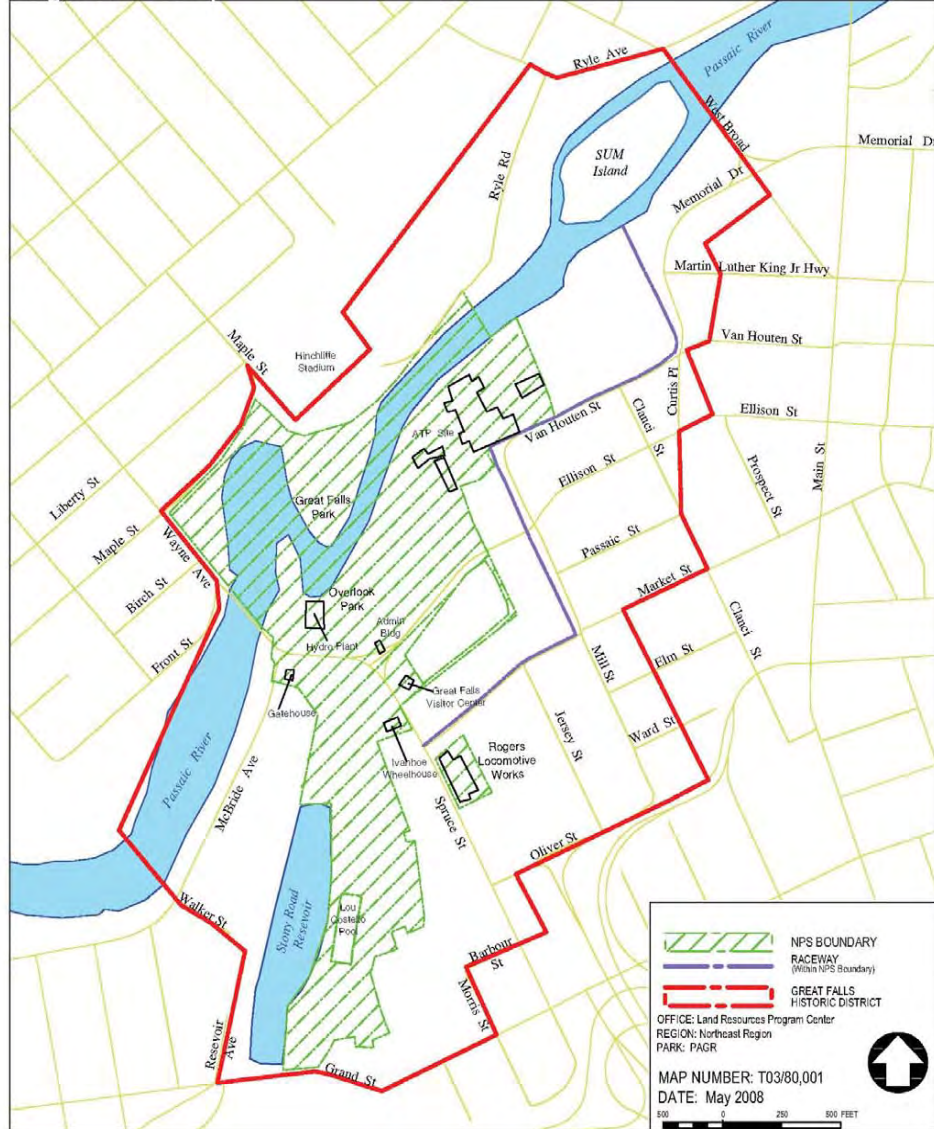 Ryle Ave
Passaic River
West Broad
SUM
Island
Memorial Dr
Memorial Dr
Ryle Rd
Martin Luther King Jr Hwy
Maple St
Hinchliffe
Stadium
Van Houten St
Curtis Pl
Clanci St
Ellison St
Van Houten St
ATP Site
Ellison St
Prospect St
Main St
Liberty St
Great Falls
Park
Maple St
Wayne Ave
Passaic St
Birch St
Market St
Overlook
Park
Admin
Bldg
Clanci St
Front St
Hydro Plant
Mill St
Elm St
Great Falls
Visitor Center
Gatehouse
Jersey St
Ward St
Passaic River
Ivanhoe
Wheelhouse
Rogers
Locomotive
Works
McBride Ave
Spruce St
Oliver St
Walker St
Stony Road
Resevoir
Lou
Costello
Pool
Barbour
St
Morris St
Resevoir
Ave
Grand St
NPS BOUNDARY
RACEWAY
(Within NPS Boundary)
GREAT FALLS
HISTORIC DISTRICT
OFFICE: Land Resources Program Center
REGION: Northeast Region
PARK: PAGR
MAP NUMBER: T03/80,001
DATE: May 2008
500 0 250 500 FEET